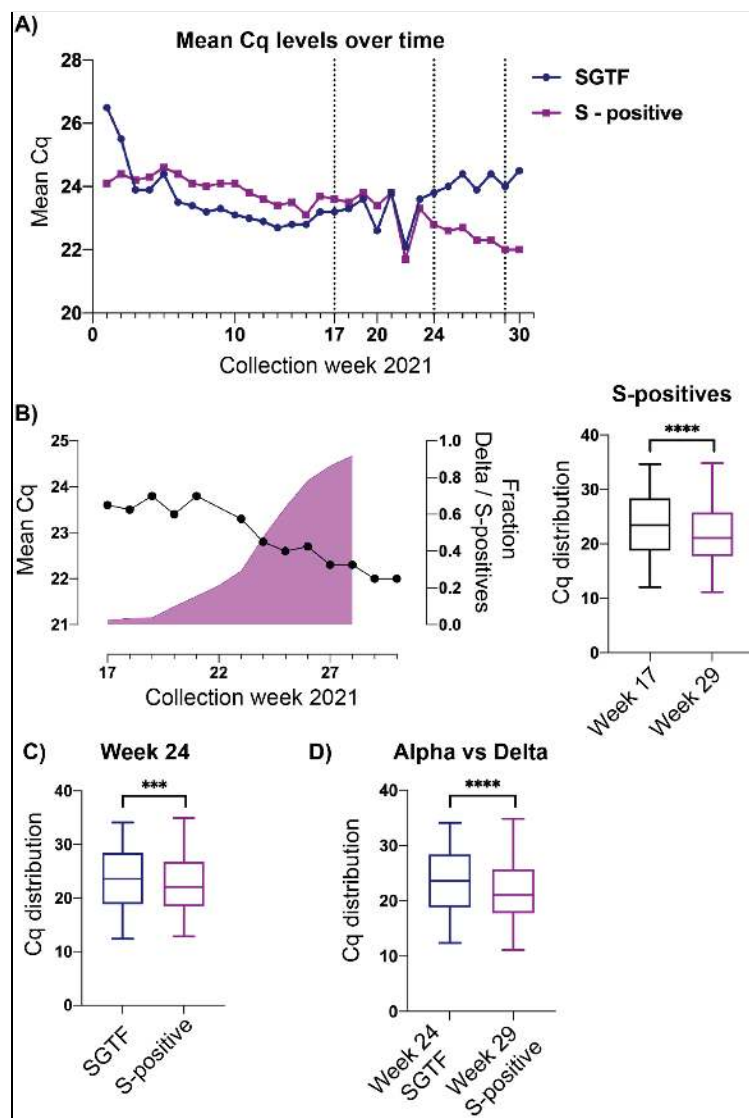 A)
Mean Cq levels over time
SGTF
S - positive
28
26
24
22
20
Mean Cq
0
10
17
20
24
30
Collection week 2021
B)
25
24
23
22
21
Mean Cq
1.0
0.8
0.6
0.4
0.2
0.0
Fraction
Delta / S-positives
17
22
27
Collection week 2021
S-positives
****
40
30
20
10
0
Cq distribution
Week 17
Week 29
C)
Week 24
***
40
30
20
10
0
Cq distribution
SGTF
S-positive
D)
Alpha vs Delta
****
40
30
20
10
0
Cq distribution
Week 24
SGTF
Week 29
S-positive